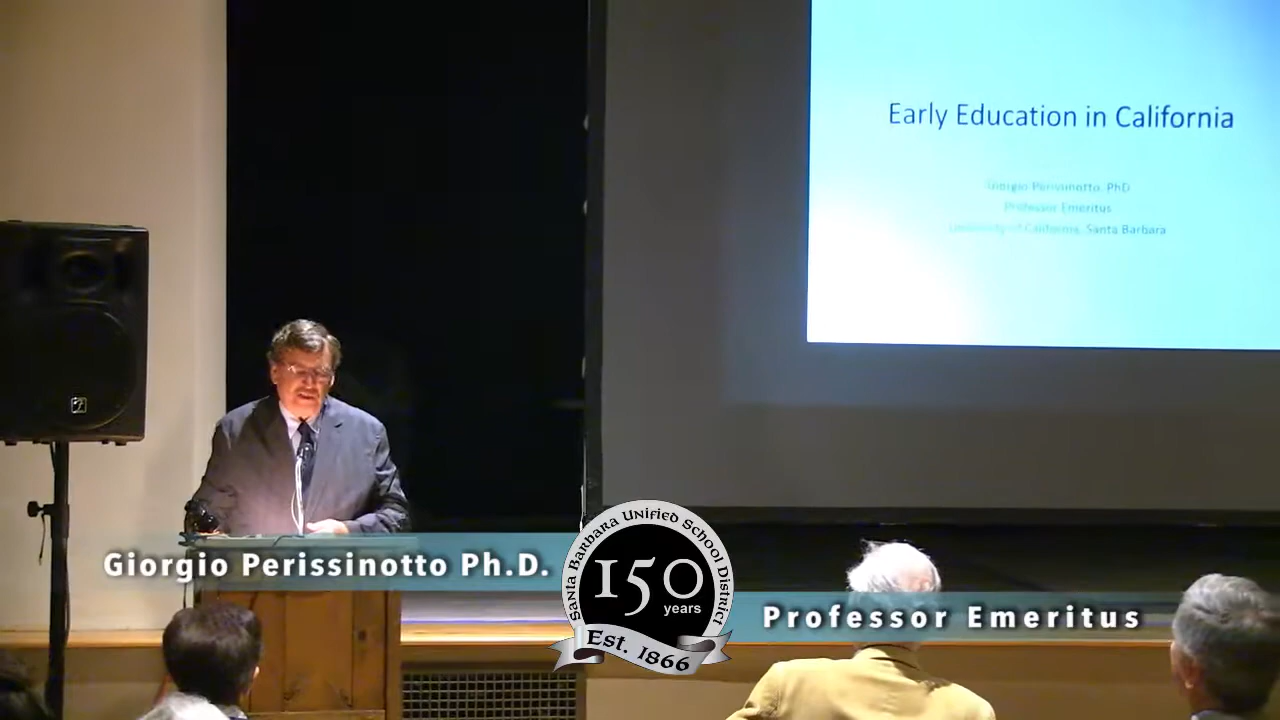 Early Education in California
Giorgio Perissinotto, PhD
Professor Emeritus
University of California, Santa Barbara
Giorgio Perissinotto Ph.D.
Santa Barbara Unified School District
150
years
Est. 1866
Professor Emeritus